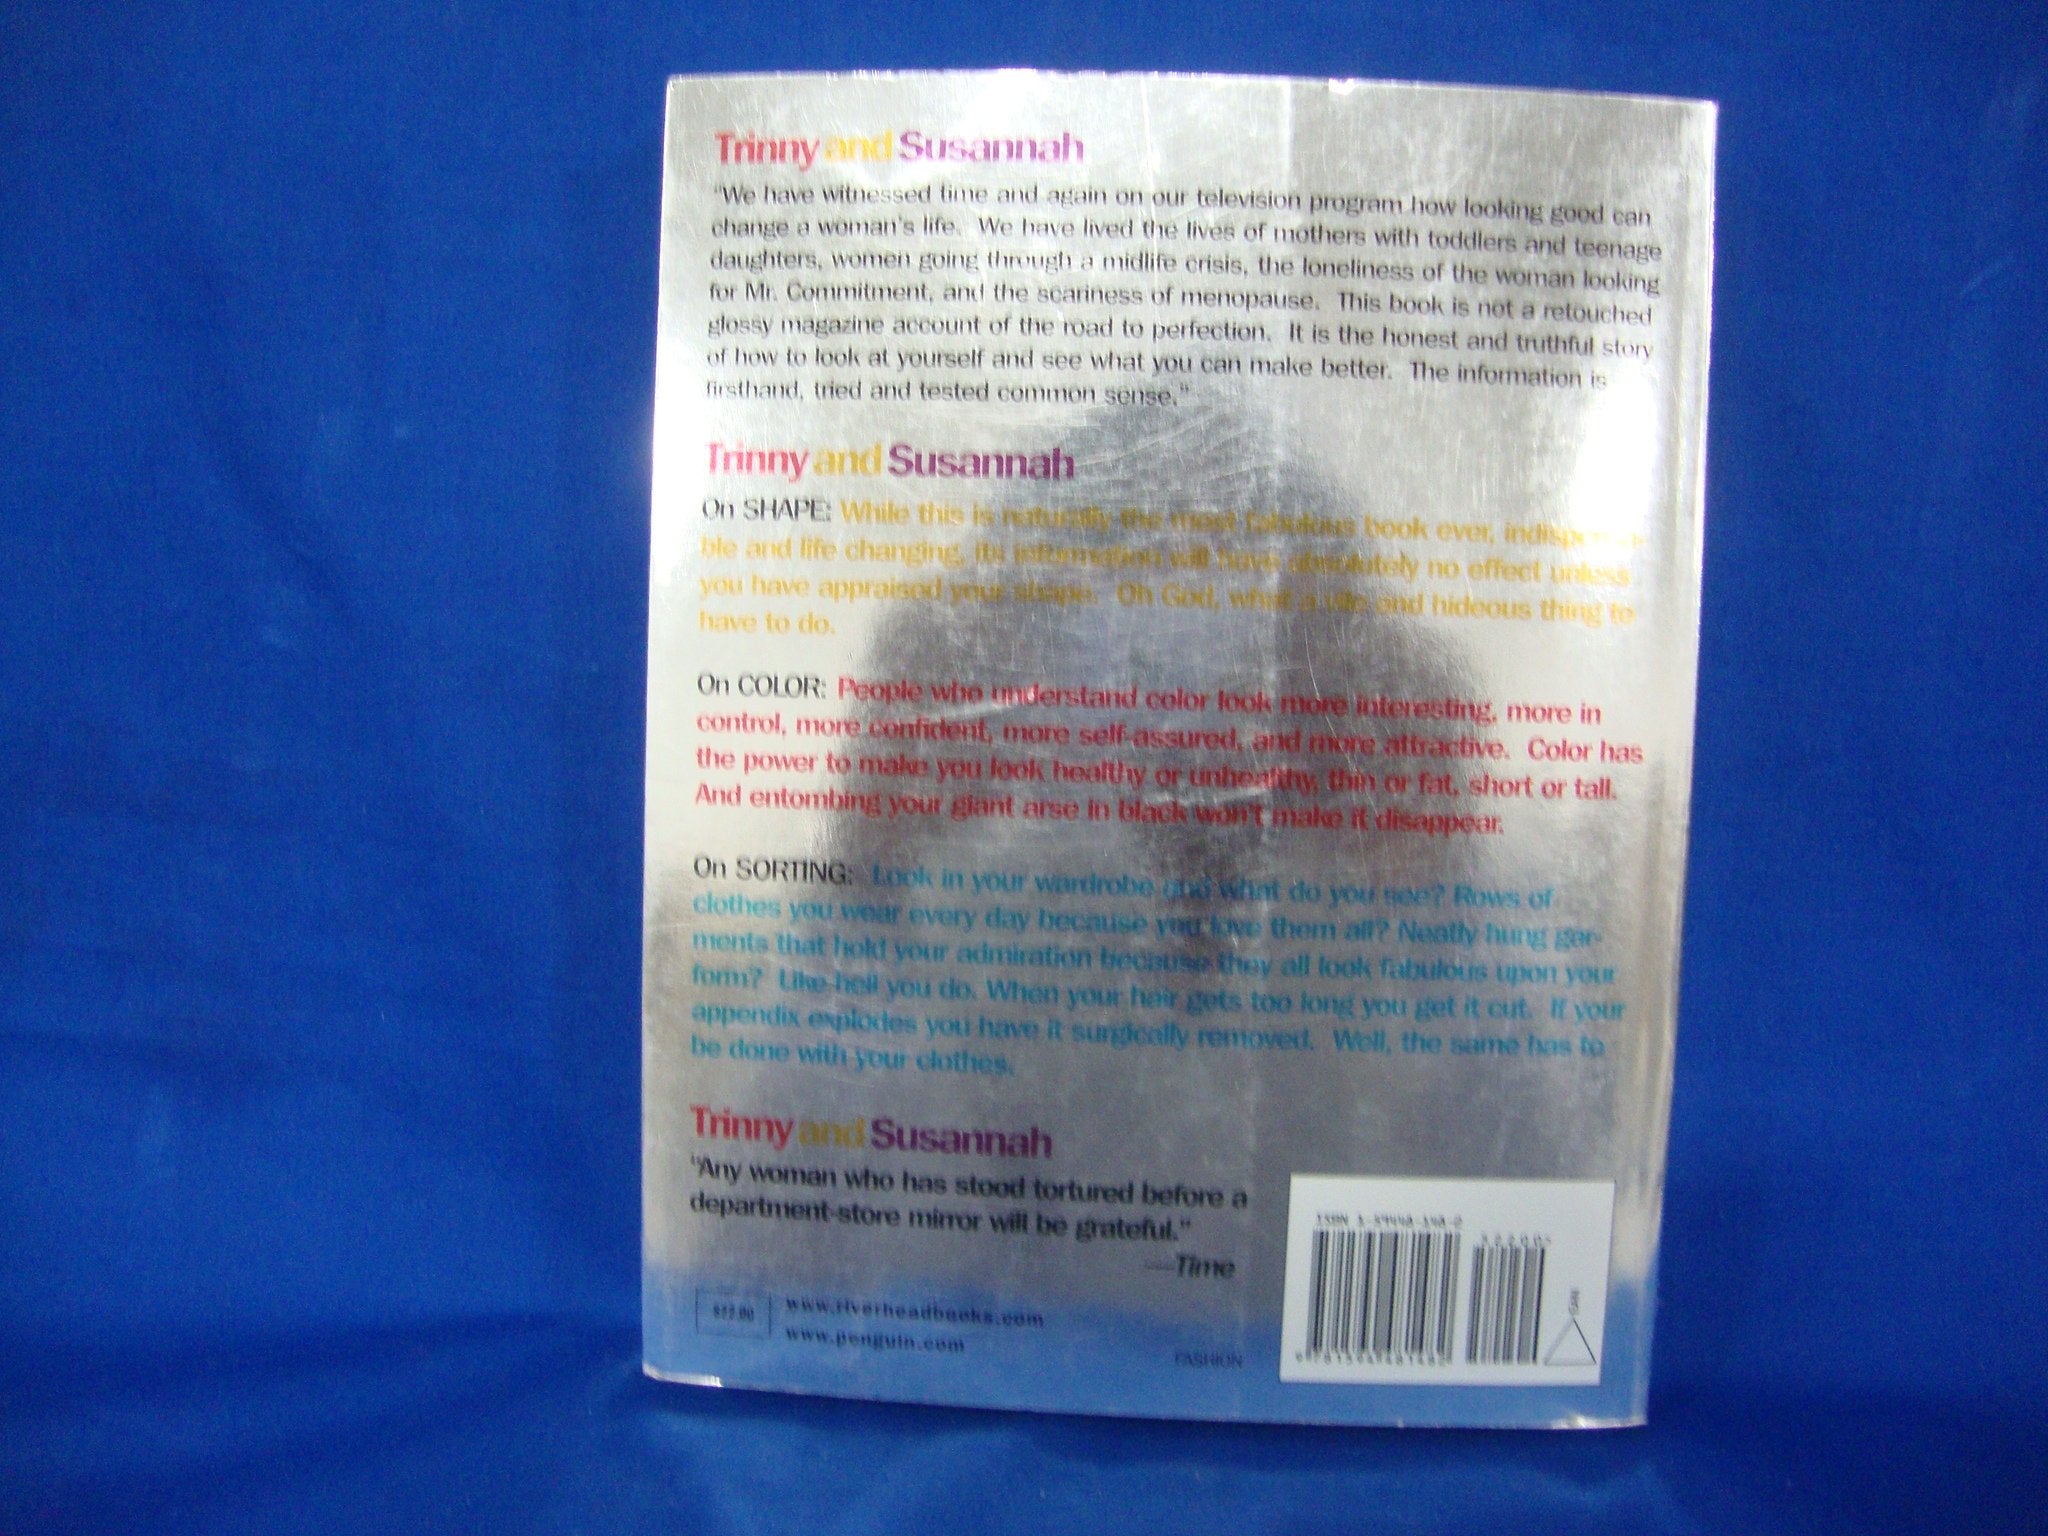 Trinny and Susannah
"We have witnessed time and again on our television program how looking good can
change a woman's life. We have lived the lives of mothers with toddlers and teenage
daughters, women going through a midlife crisis, the loneliness of the woman looking
for Mr. Commitment, and the scariness of menopause. This book is not a retouched
glossy magazine account of the road to perfection. It is the honest and truthful story
of how to look at yourself and see what you can make better. The information is
firsthand, tried and tested common sense."
Trinny and Susannah
On SHAPE: While this is naturally the most fabulous book ever,
ble and life changing, its information will have absolutely no effect unless
you have appraised your shape. Oh God, what a vile and hideous thing to
have to do.
On COLOR: People who understand color look more interesting, more in
control, more confident, more self-assured, and more attractive. Color has
the power to make you look healthy or unhealthy, thin or fat, short or tall.
And entombing your giant arse in black won't make it disappear.
On SORTING: Look in your wardrobe and what do you see? Rows of
clothes you wear every day because you love them all? Neatly hung gar-
ments that hold your admiration because they all look fabulous upon your
form? Like hell you do. When your hair gets too long you get it cut. If your
appendix explodes you have it surgically removed. Well, the same has to
be done with your clothes.
Trinny and Susannah
"Any woman who has stood tortured before a
department-store mirror will be grateful."
—Time
$22.00
www.riverheadbooks.com
www.penguin.com
FASHION
ISBN 1-59448-148-2
52200
EAN
9 781594 481482